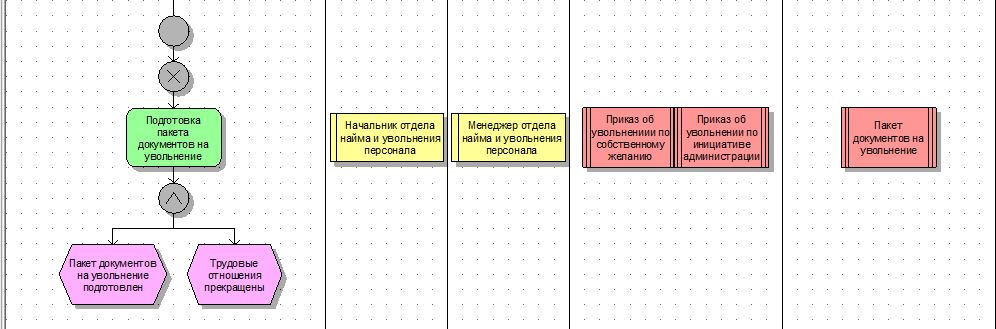 Подготовка
пакета
документов на
увольнение
Начальник отдела
найма и увольнения
персонала
Менеджер отдела
найма и увольнения
персонала
Приказ об
увольнениии по
собственному
желанию
Приказ об
увольнении по
инициативе
администрации
Пакет
документов на
увольнение
Пакет документов
на увольнение
подготовлен
Трудовые
отношения
прекращены